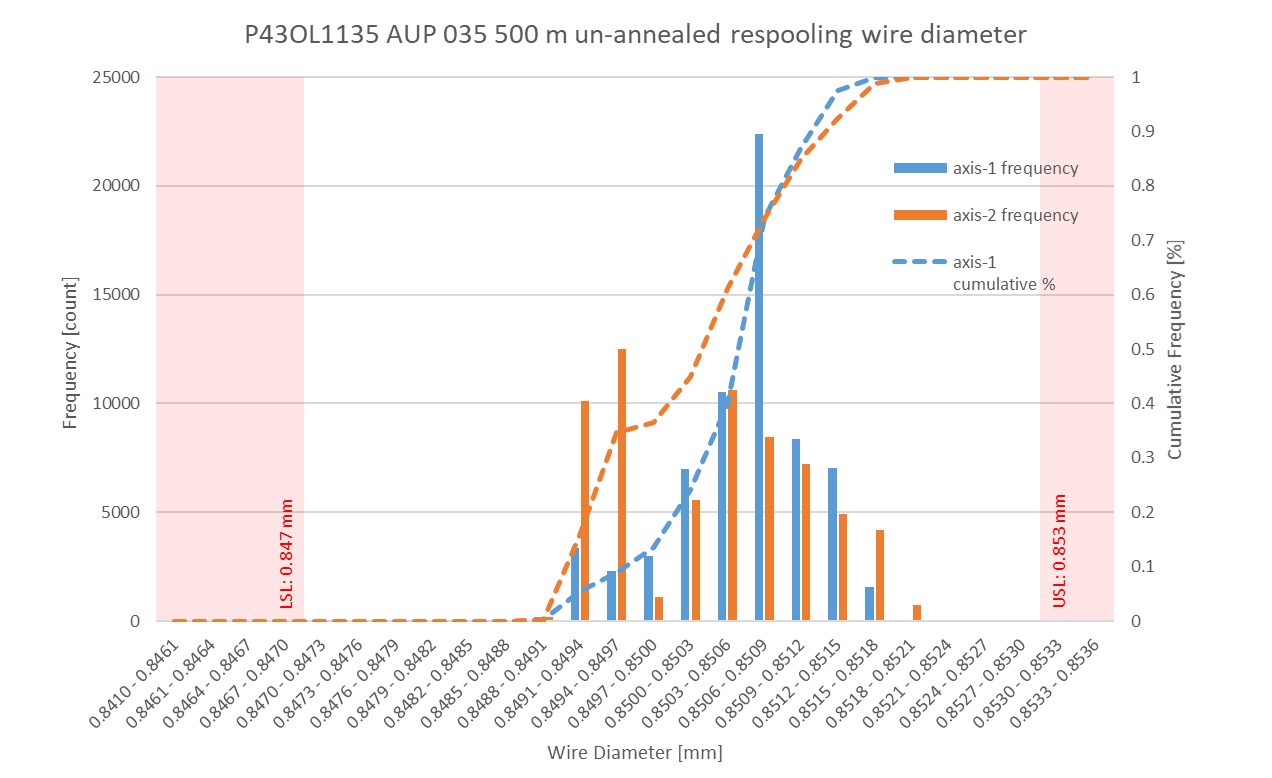 P43OL1135 AUP 035 500 m un-annealed respooling wire diameter
25000
20000
15000
10000
5000
0
Frequency [count]
1
0.9
0.8
0.7
0.6
0.5
0.4
0.3
0.2
0.1
0
Cumulative Frequency [%]
axis-1 frequency
axis-2 frequency
axis-1
cumulative %
LSL: 0.847 mm
USL: 0.853 mm
0.8410 - 0.8461
0.8461 - 0.8464
0.8464 - 0.8467
0.8467 - 0.8470
0.8470 - 0.8473
0.8473 - 0.8476
0.8476 - 0.8479
0.8479 - 0.8482
0.8482 - 0.8485
0.8485 - 0.8488
0.8488 - 0.8491
0.8491 - 0.8494
0.8494 - 0.8497
0.8497 - 0.8500
0.8500 - 0.8503
0.8503 - 0.8506
0.8506 - 0.8509
0.8509 - 0.8512
0.8512 - 0.8515
0.8515 - 0.8518
0.8518 - 0.8521
0.8521 - 0.8524
0.8524 - 0.8527
0.8527 - 0.8530
0.8530 - 0.8533
0.8533 - 0.8536
Wire Diameter [mm]